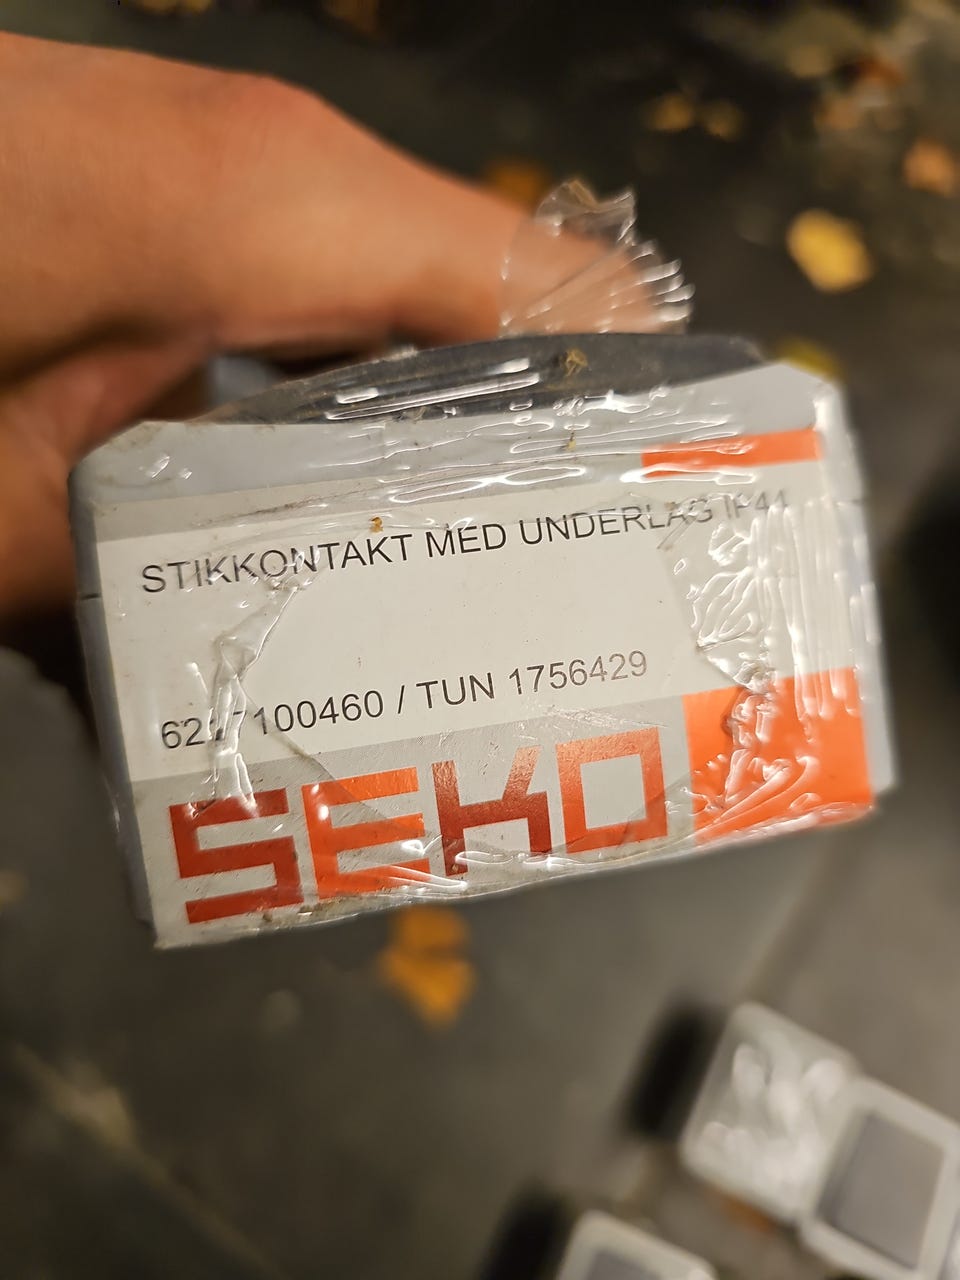 STIKKONTAKT MED UNDERLAG IP44
/ TUN 1756429
SEKO